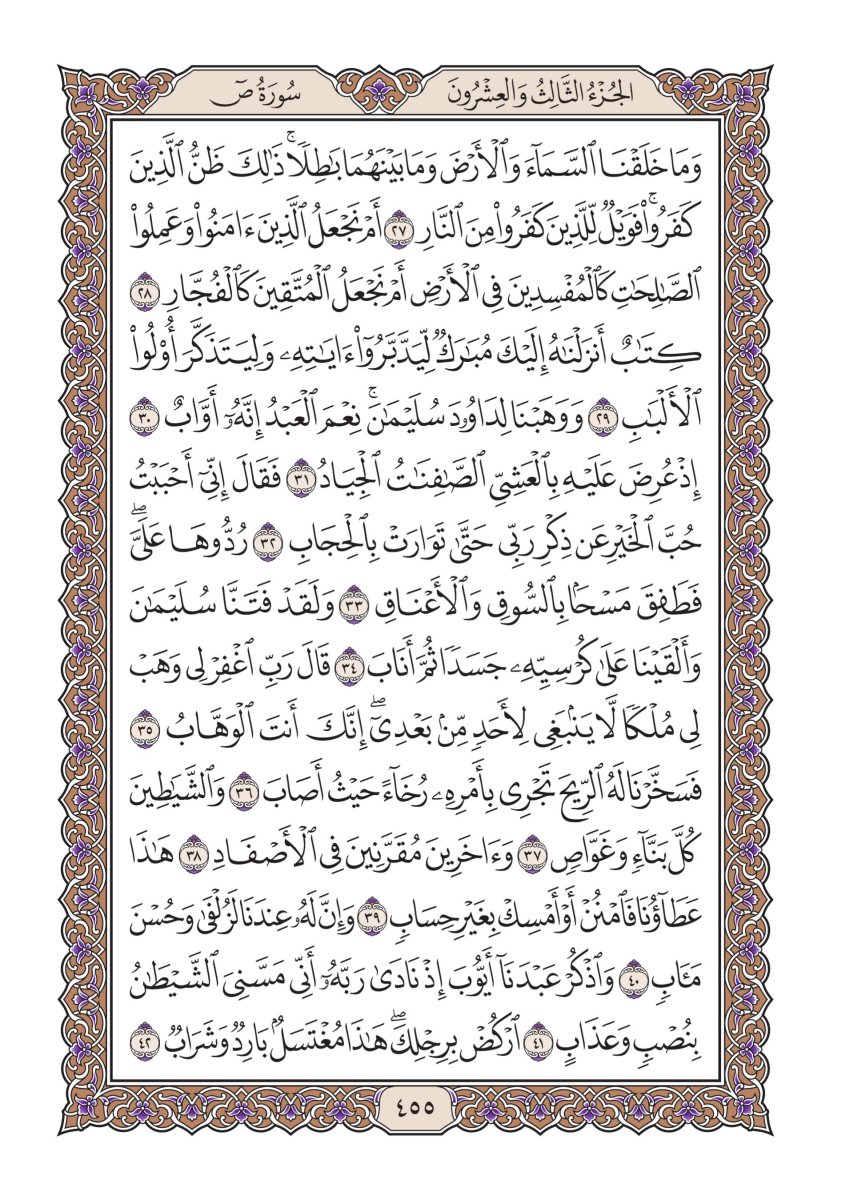 سُورَةُ صٓ
الجُزْءُ الثَّالِثُ وَالعِشْرُونَ
وَمَا خَلَقْنَا ٱلسَّمَآءَ وَٱلْأَرْضَ وَمَا بَيْنَهُمَا بَٰطِلًاۚ ذَٰلِكَ ظَنُّ ٱلَّذِينَ
كَفَرُوا۟ۚ فَوَيْلٌ لِّلَّذِينَ كَفَرُوا۟ مِنَ ٱلنَّارِ ٢٧ أَمْ نَجْعَلُ ٱلَّذِينَ ءَامَنُوا۟ وَعَمِلُوا۟
ٱلصَّٰلِحَٰتِ كَٱلْمُفْسِدِينَ فِى ٱلْأَرْضِ أَمْ نَجْعَلُ ٱلْمُتَّقِينَ كَٱلْفُجَّارِ ٢٨
كِتَٰبٌ أَنزَلْنَٰهُ إِلَيْكَ مُبَٰرَكٌ لِّيَدَّبَّرُوٓا۟ ءَايَٰتِهِۦ وَلِيَتَذَكَّرَ أُو۟لُوا۟
ٱلْأَلْبَٰبِ ٢٩ وَوَهَبْنَا لِدَاوُۥدَ سُلَيْمَٰنَۚ نِعْمَ ٱلْعَبْدُ إِنَّهُۥٓ أَوَّابٌ ٣٠
إِذْ عُرِضَ عَلَيْهِ بِٱلْعَشِىِّ ٱلصَّٰفِنَٰتُ ٱلْجِيَادُ ٣١ فَقَالَ إِنِّىٓ أَحْبَبْتُ
حُبَّ ٱلْخَيْرِ عَن ذِكْرِ رَبِّى حَتَّىٰ تَوَارَتْ بِٱلْحِجَابِ ٣٢ رُدُّوهَا عَلَىَّۖ
فَطَفِقَ مَسْحًۢا بِٱلسُّوقِ وَٱلْأَعْنَاقِ ٣٣ وَلَقَدْ فَتَنَّا سُلَيْمَٰنَ
وَأَلْقَيْنَا عَلَىٰ كُرْسِيِّهِۦ جَسَدًا ثُمَّ أَنَابَ ٣٤ قَالَ رَبِّ ٱغْفِرْ لِى وَهَبْ
لِى مُلْكًا لَّا يَنۢبَغِى لِأَحَدٍ مِّنۢ بَعْدِىٓۖ إِنَّكَ أَنتَ ٱلْوَهَّابُ ٣٥
فَسَخَّرْنَا لَهُ ٱلرِّيحَ تَجْرِى بِأَمْرِهِۦ رُخَآءً حَيْثُ أَصَابَ ٣٦ وَٱلشَّيَٰطِينَ
كُلَّ بَنَّآءٍ وَغَوَّاصٍ ٣٧ وَءَاخَرِينَ مُقَرَّنِينَ فِى ٱلْأَصْفَادِ ٣٨ هَٰذَا
عَطَآؤُنَا فَٱمْنُنْ أَوْ أَمْسِكْ بِغَيْرِ حِسَابٍ ٣٩ وَإِنَّ لَهُۥ عِندَنَا لَزُلْفَىٰ وَحُسْنَ
مَـَٔابٍ ٤٠ وَٱذْكُرْ عَبْدَنَآ أَيُّوبَ إِذْ نَادَىٰ رَبَّهُۥٓ أَنِّى مَسَّنِىَ ٱلشَّيْطَٰنُ
بِنُصْبٍ وَعَذَابٍ ٤١ ٱرْكُضْ بِرِجْلِكَۖ هَٰذَا مُغْتَسَلٌۢ بَارِدٌ وَشَرَابٌ ٤٢
٤٥٥